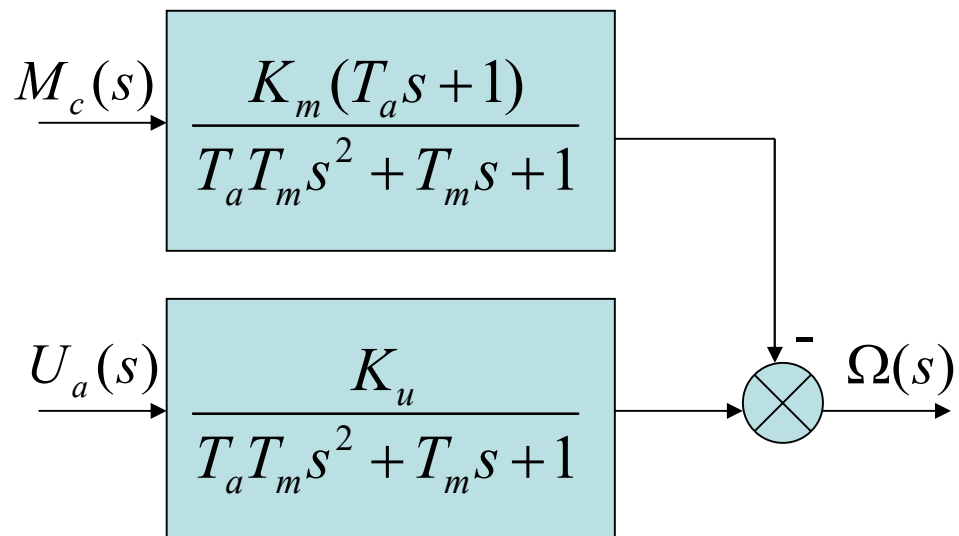 M_c(s)
K_m(T_a s + 1)
T_a T_m s^2 + T_m s + 1
-
U_a(s)
K_u
T_a T_m s^2 + T_m s + 1
Ω(s)